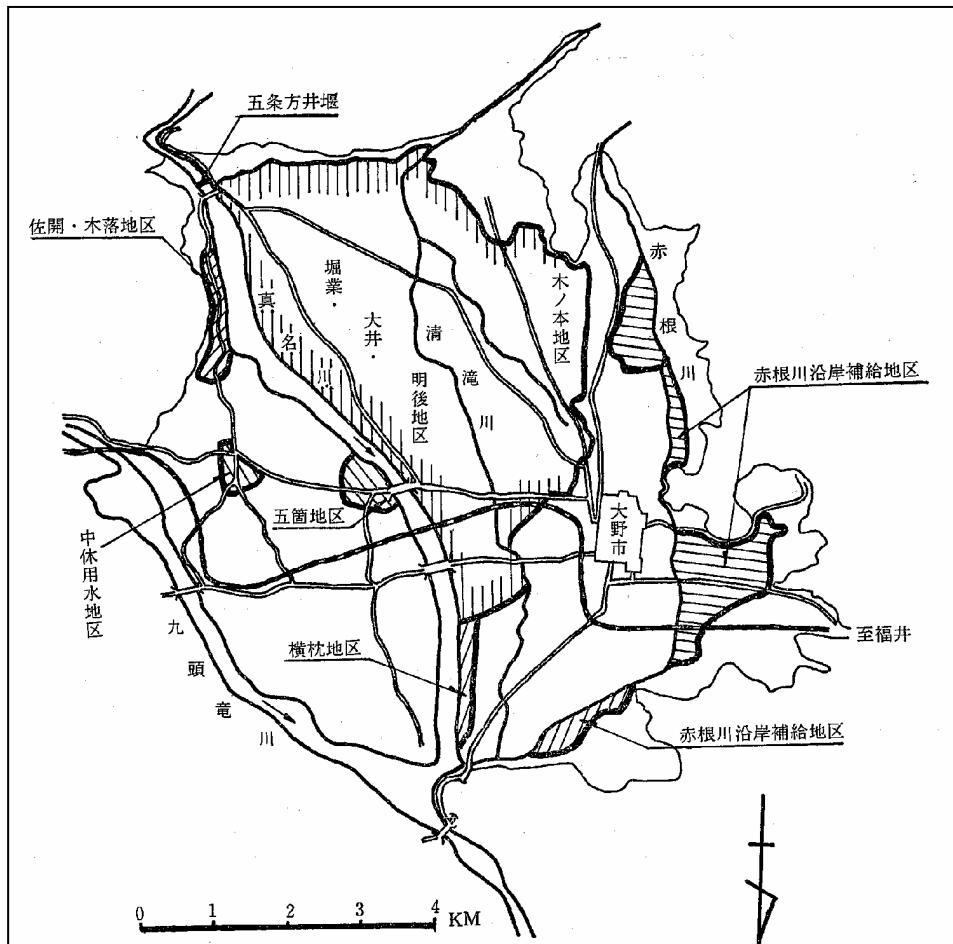 五条方井堰
佐開・木落地区
真名川
堀兼・大井・明後地区
清滝川
木ノ本地区
赤根川
赤根川沿岸補給地区
五箇地区
中休用水地区
大野市
至福井
横枕地区
九頭竜川
赤根川沿岸補給地区
0 1 2 3 4 KM